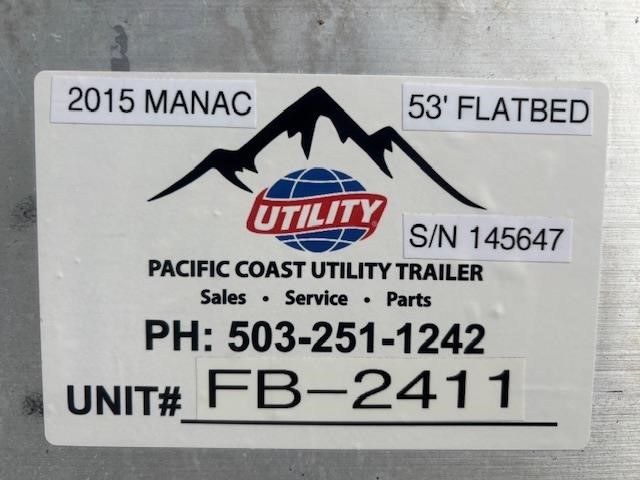 2015 MANAC
53' FLATBED
UTILITY®
S/N 145647
PACIFIC COAST UTILITY TRAILER
Sales • Service • Parts
PH: 503-251-1242
UNIT# FB-2411